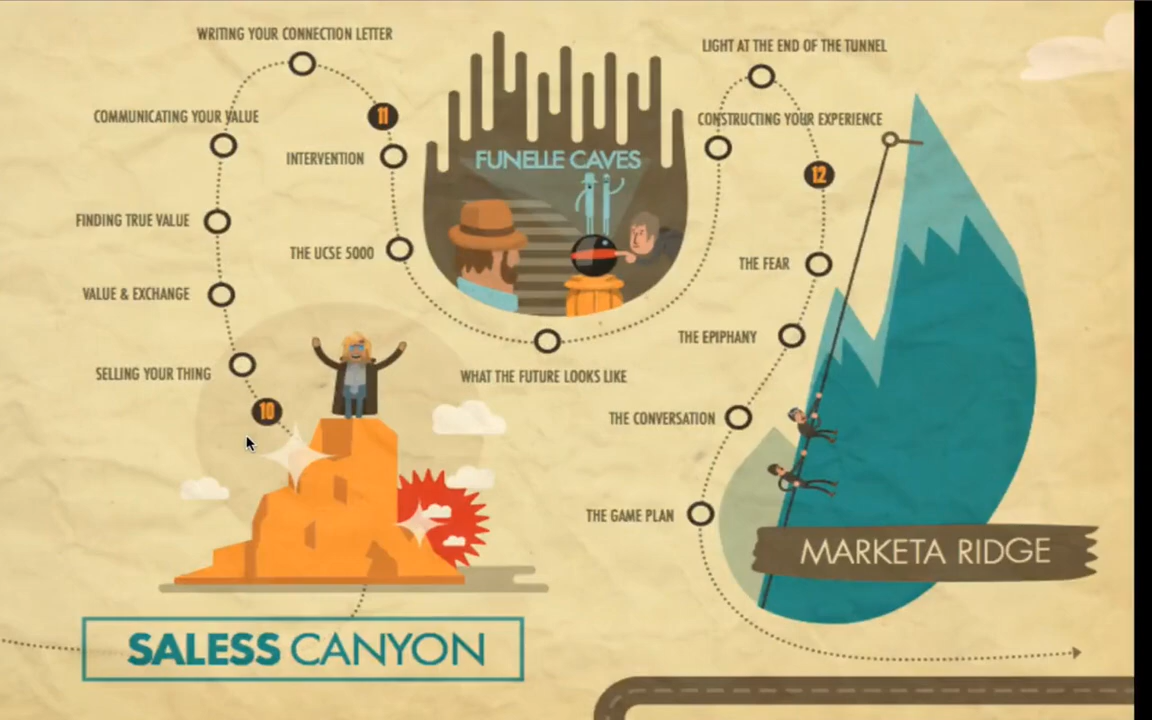 WRITING YOUR CONNECTION LETTER
LIGHT AT THE END OF THE TUNNEL
COMMUNICATING YOUR VALUE
11
CONSTRUCTING YOUR EXPERIENCE
INTERVENTION
FUNELLE CAVES
12
FINDING TRUE VALUE
THE UCSE 5000
THE FEAR
VALUE & EXCHANGE
THE EPIPHANY
SELLING YOUR THING
WHAT THE FUTURE LOOKS LIKE
10
THE CONVERSATION
THE GAME PLAN
MARKETA RIDGE
SALESS CANYON